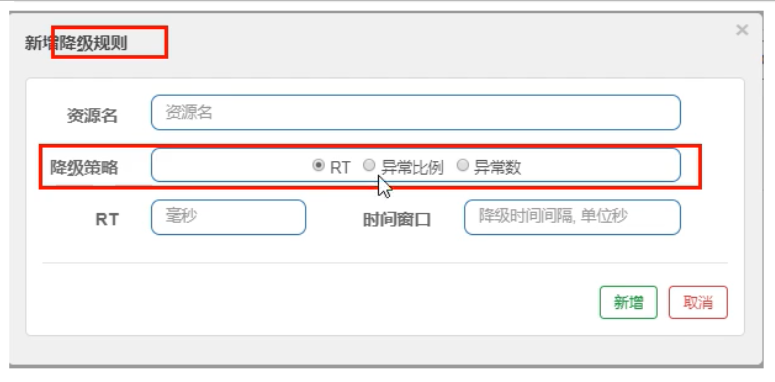 新增降级规则 ×
资源名 资源名
降级策略 RT 异常比例 异常数
RT 毫秒 时间窗口 降级时间间隔, 单位秒
新增 取消